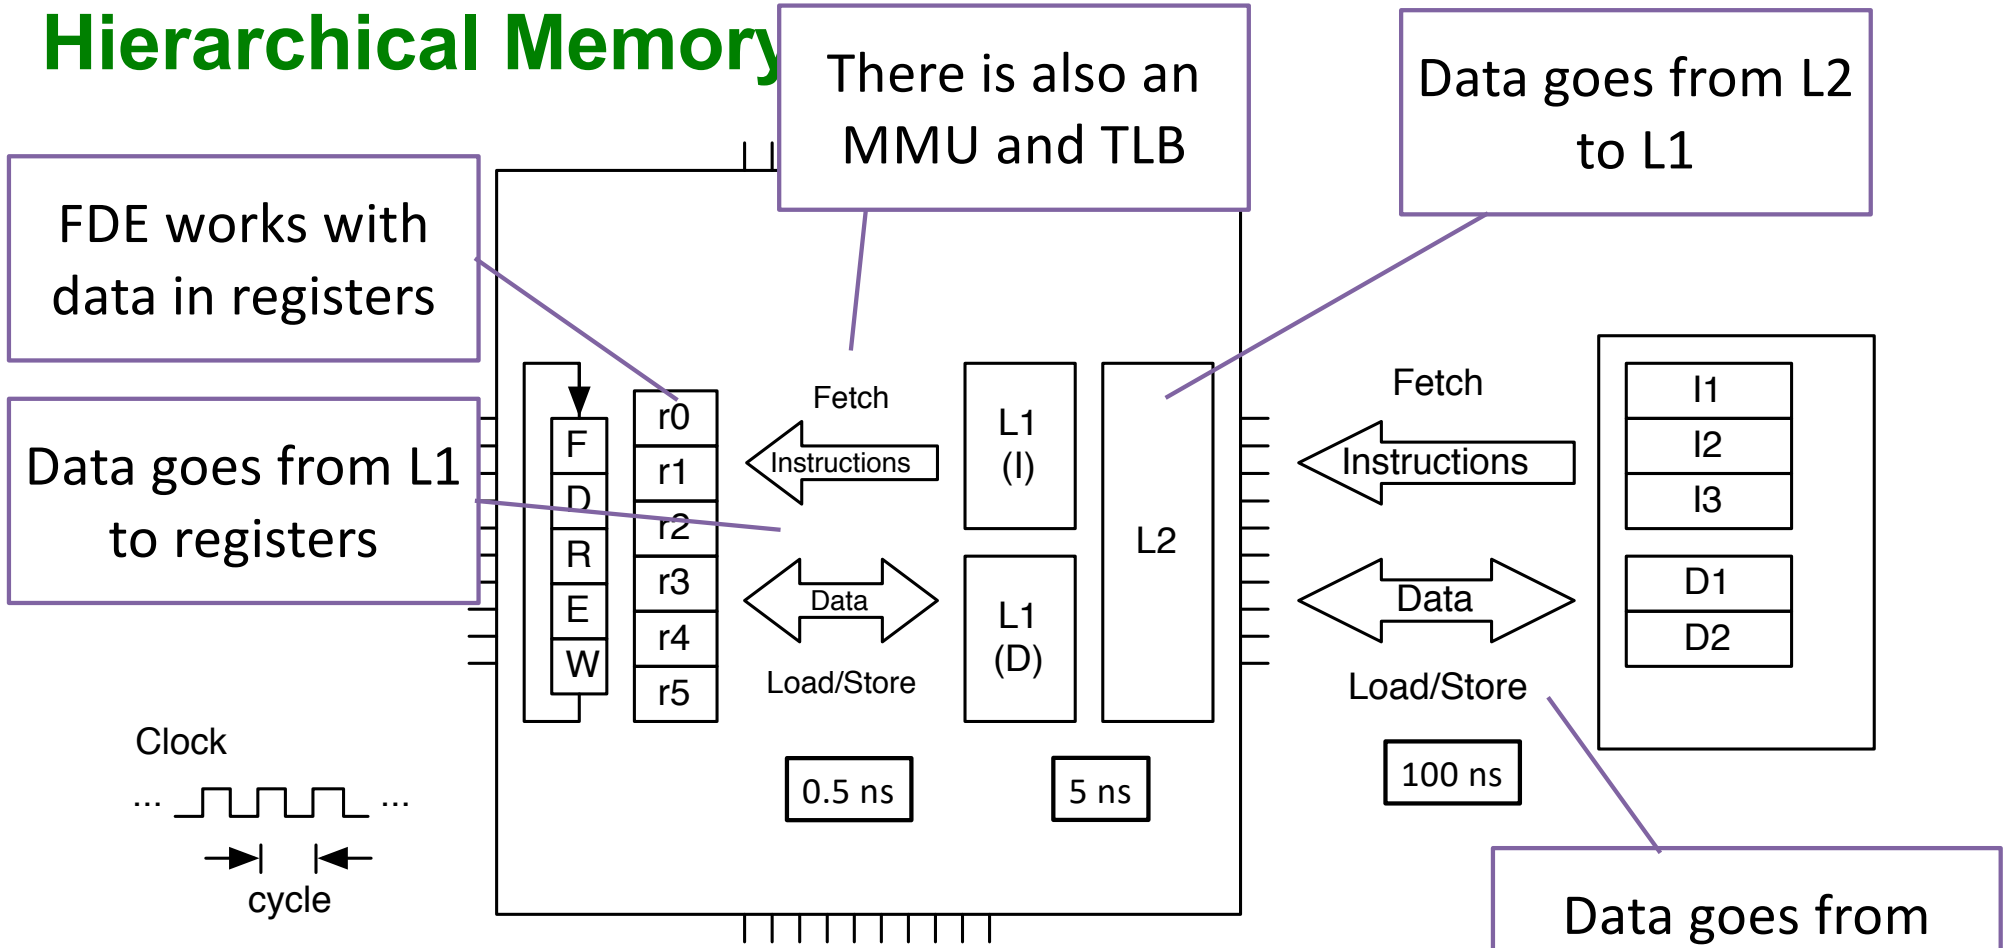 Hierarchical Memory
There is also an
MMU and TLB
Data goes from L2
to L1
FDE works with
data in registers
Data goes from L1
to registers
F
D
R
E
W
r0
r1
r2
r3
r4
r5
Fetch
Instructions
Data
Load/Store
L1
(I)
L1
(D)
L2
Fetch
Instructions
Data
Load/Store
I1
I2
I3
D1
D2
0.5 ns
5 ns
100 ns
Clock
... ...
cycle
Data goes from